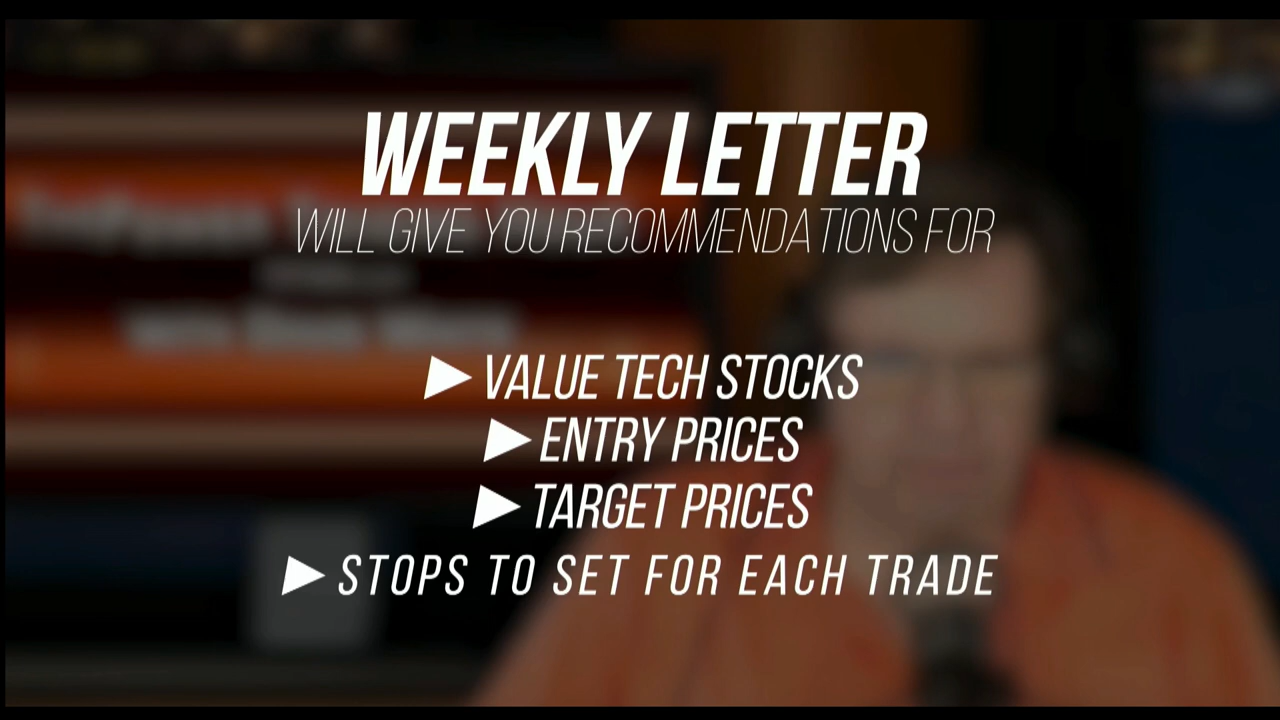 WEEKLY LETTER
WILL GIVE YOU RECOMMENDATIONS FOR
▶ VALUE TECH STOCKS
▶ ENTRY PRICES
▶ TARGET PRICES
▶ STOPS TO SET FOR EACH TRADE